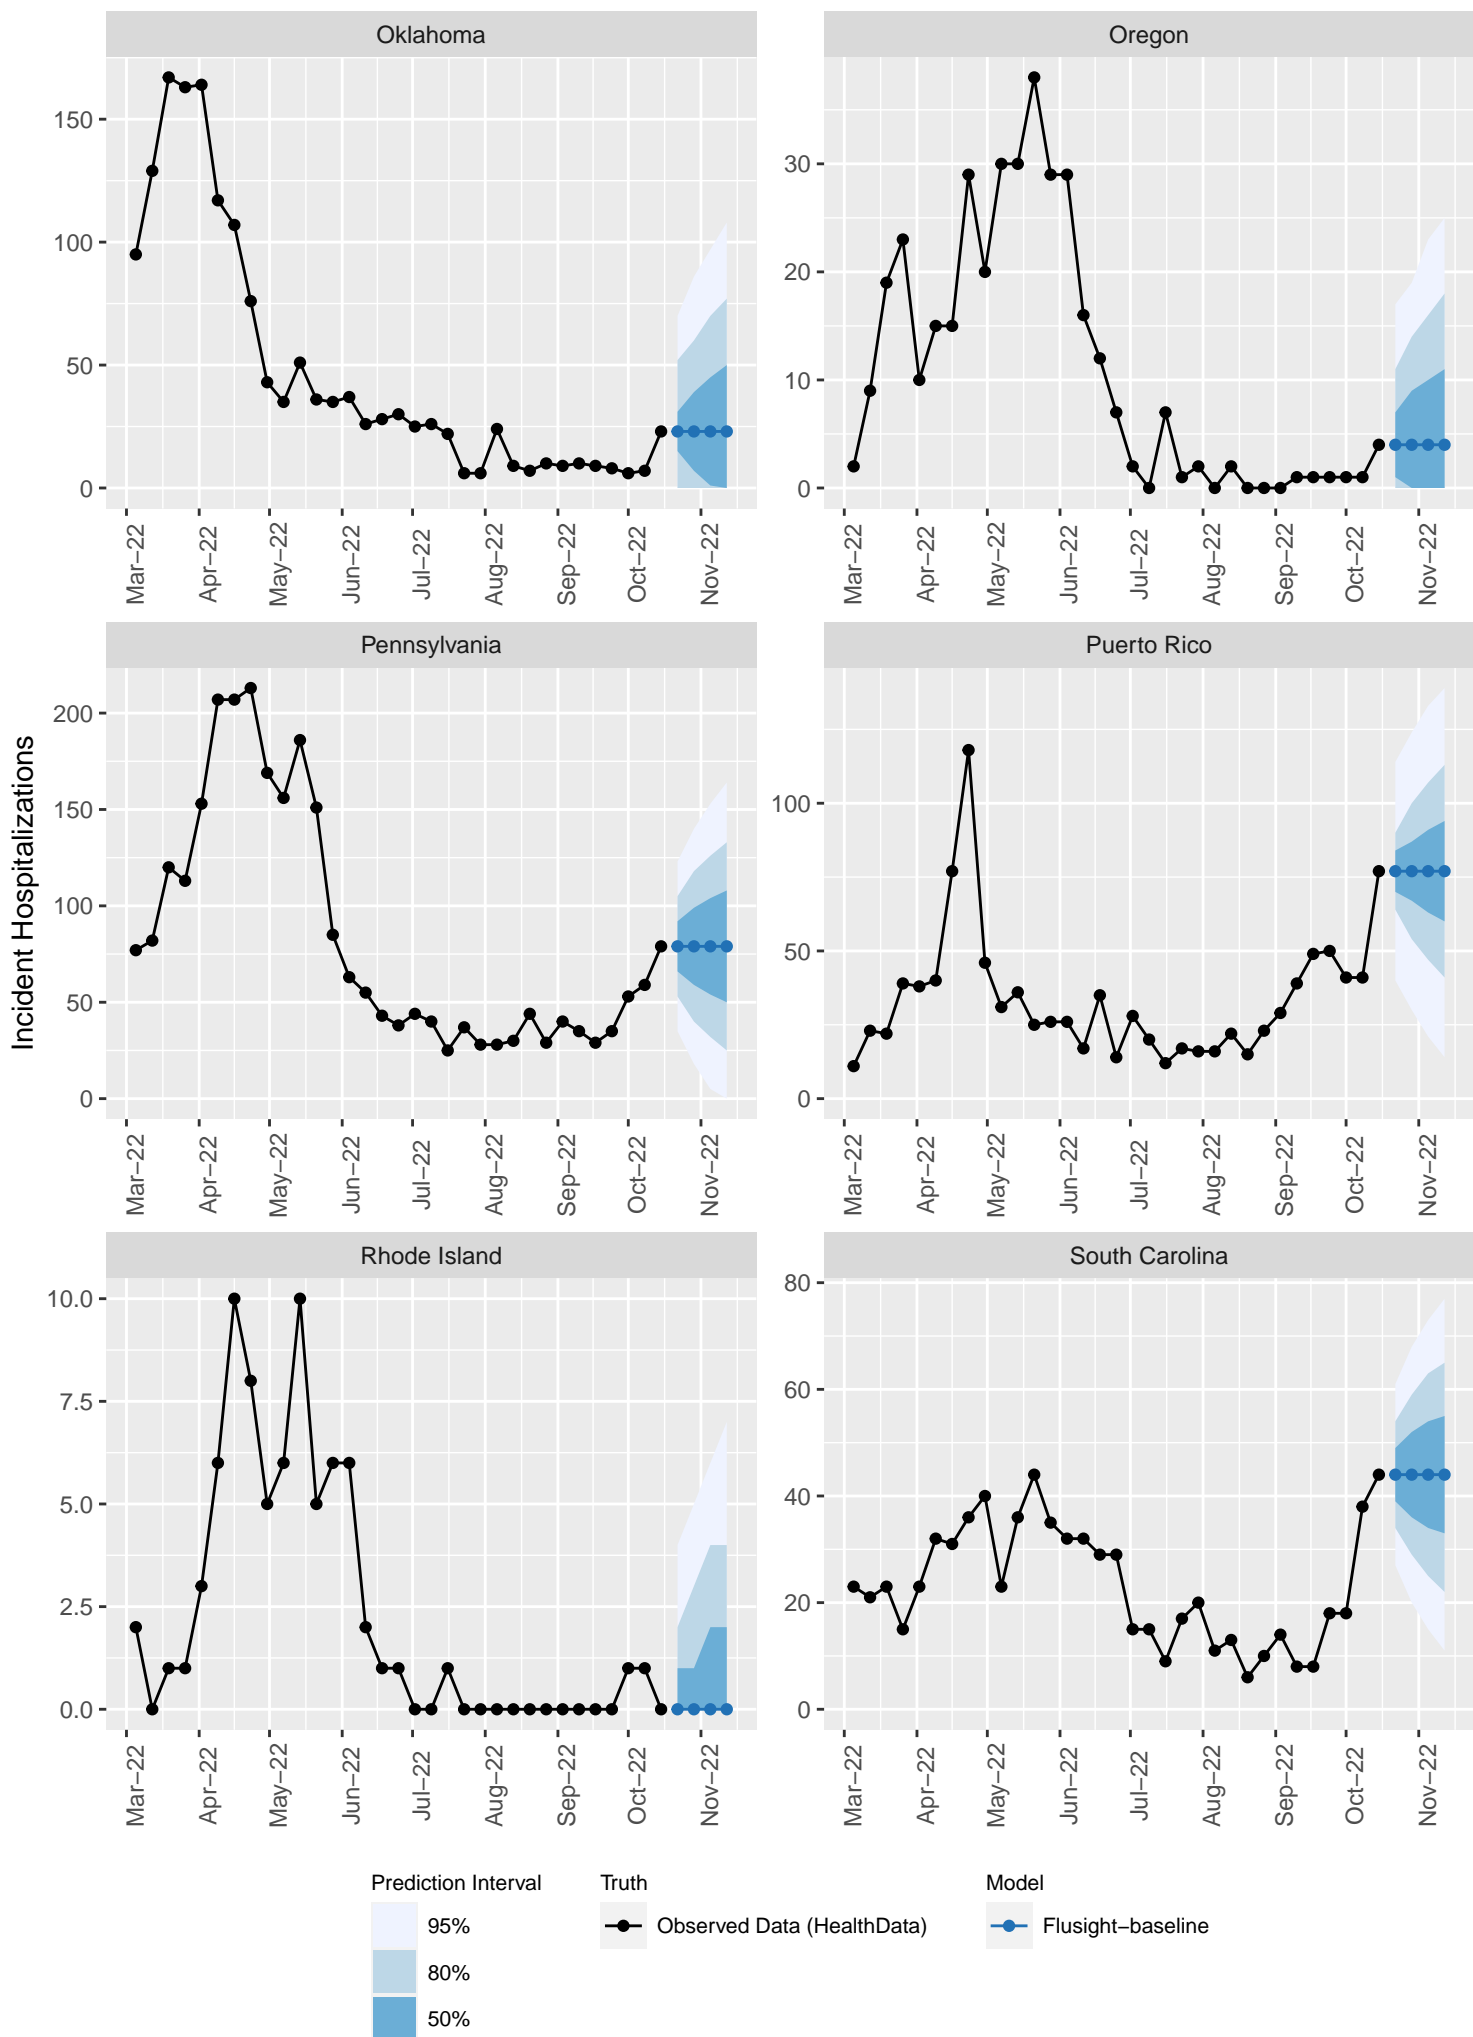 Oklahoma
Oregon
150
100
50
0
30
20
10
0
Mar−22
Apr−22
May−22
Jun−22
Jul−22
Aug−22
Sep−22
Oct−22
Nov−22
Mar−22
Apr−22
May−22
Jun−22
Jul−22
Aug−22
Sep−22
Oct−22
Nov−22
Incident Hospitalizations
Pennsylvania
Puerto Rico
200
150
100
50
0
100
50
0
Mar−22
Apr−22
May−22
Jun−22
Jul−22
Aug−22
Sep−22
Oct−22
Nov−22
Mar−22
Apr−22
May−22
Jun−22
Jul−22
Aug−22
Sep−22
Oct−22
Nov−22
Rhode Island
South Carolina
10.0
7.5
5.0
2.5
0.0
80
60
40
20
0
Mar−22
Apr−22
May−22
Jun−22
Jul−22
Aug−22
Sep−22
Oct−22
Nov−22
Mar−22
Apr−22
May−22
Jun−22
Jul−22
Aug−22
Sep−22
Oct−22
Nov−22
Prediction Interval
95%
80%
50%
Truth
Observed Data (HealthData)
Model
Flusight−baseline